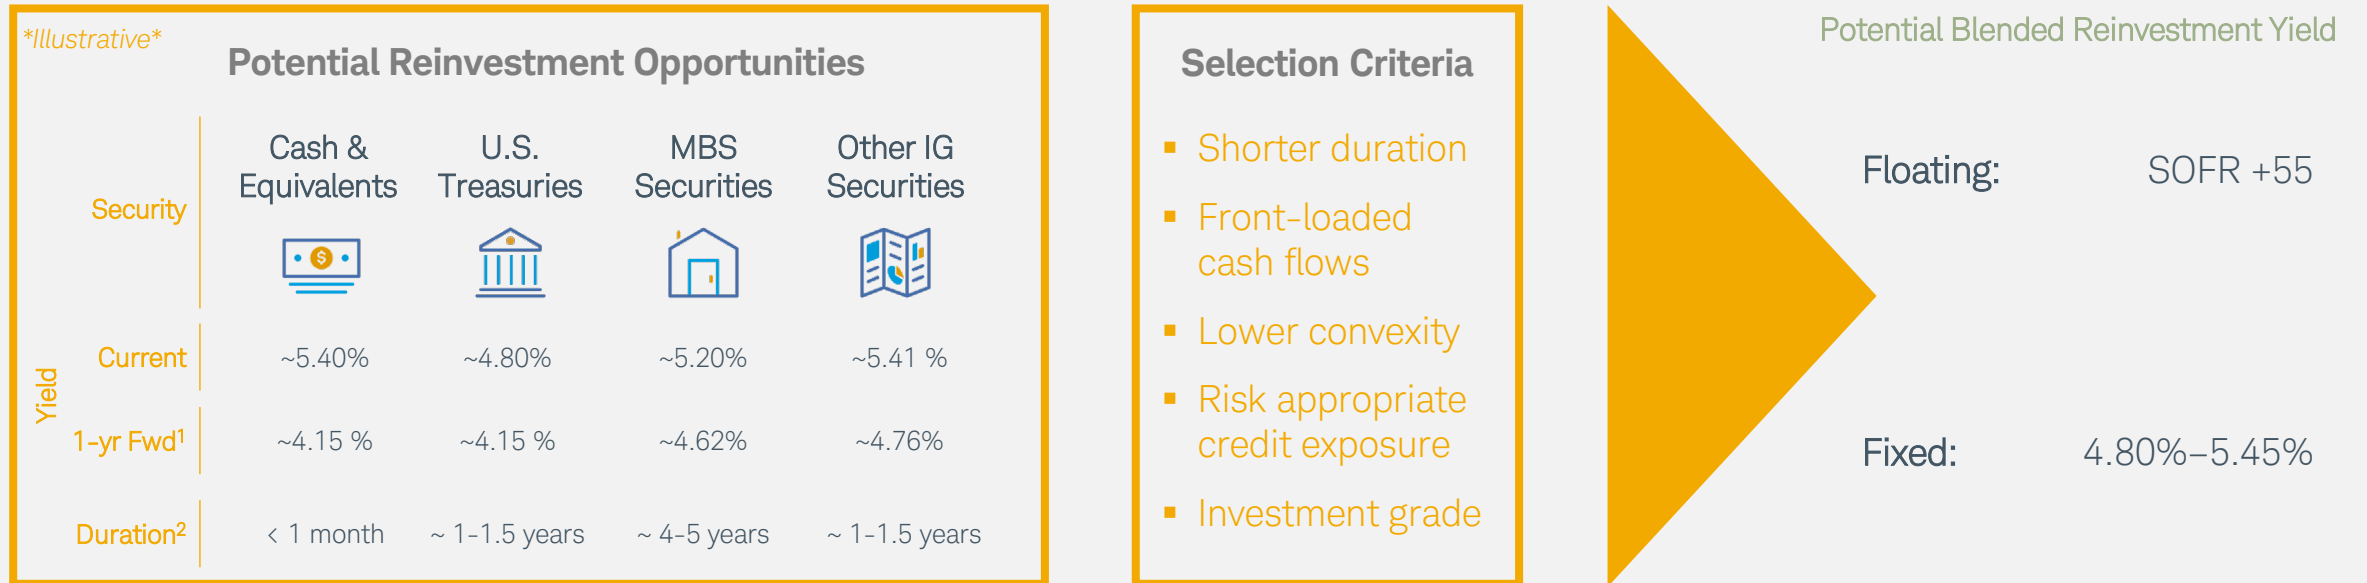 *Illustrative*
Potential Reinvestment Opportunities
Security
Cash &
Equivalents
U.S.
Treasuries
MBS
Securities
Other IG
Securities
$
Yield
Current
~5.40%
~4.80%
~5.20%
~5.41 %
1-yr Fwd¹
~4.15 %
~4.15 %
~4.62%
~4.76%
Duration²
< 1 month
~ 1-1.5 years
~ 4-5 years
~ 1-1.5 years
Selection Criteria
▪ Shorter duration
▪ Front-loaded
cash flows
▪ Lower convexity
▪ Risk appropriate
credit exposure
▪ Investment grade
Potential Blended Reinvestment Yield
Floating: SOFR +55
Fixed: 4.80%–5.45%